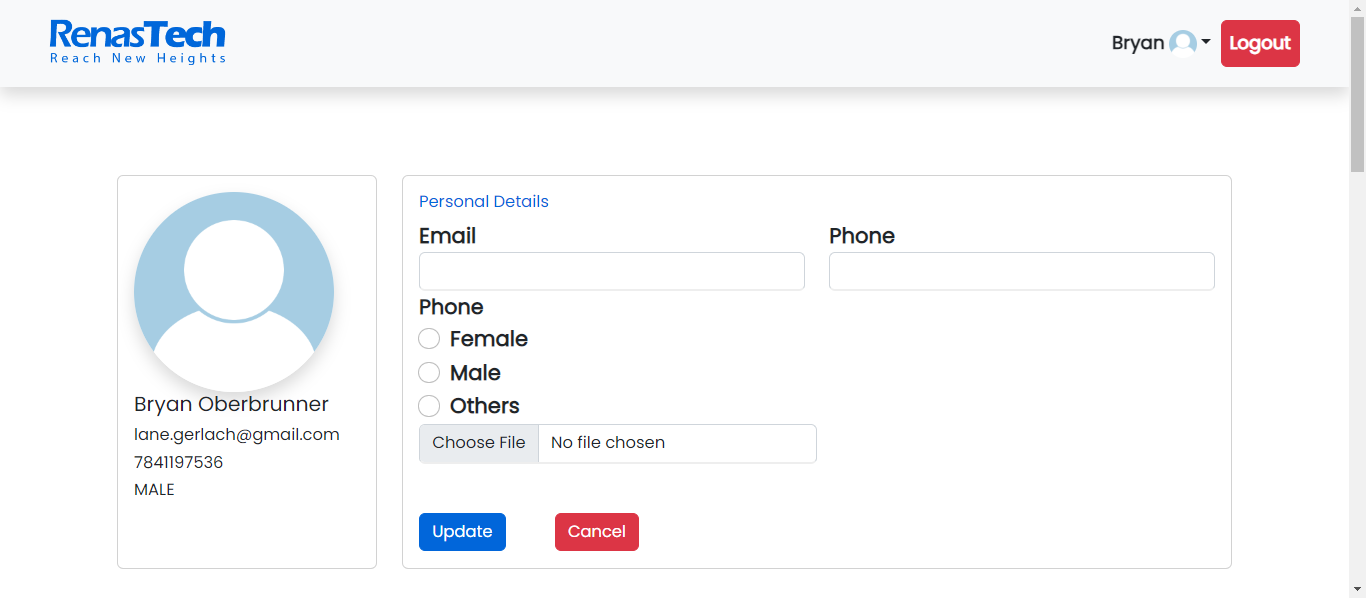 RenasTech
Reach New Heights
Bryan
Logout
Bryan Oberbrunner
lane.gerlach@gmail.com
7841197536
MALE
Personal Details
Email Phone
Phone
Female
Male
Others
Choose File No file chosen
Update Cancel